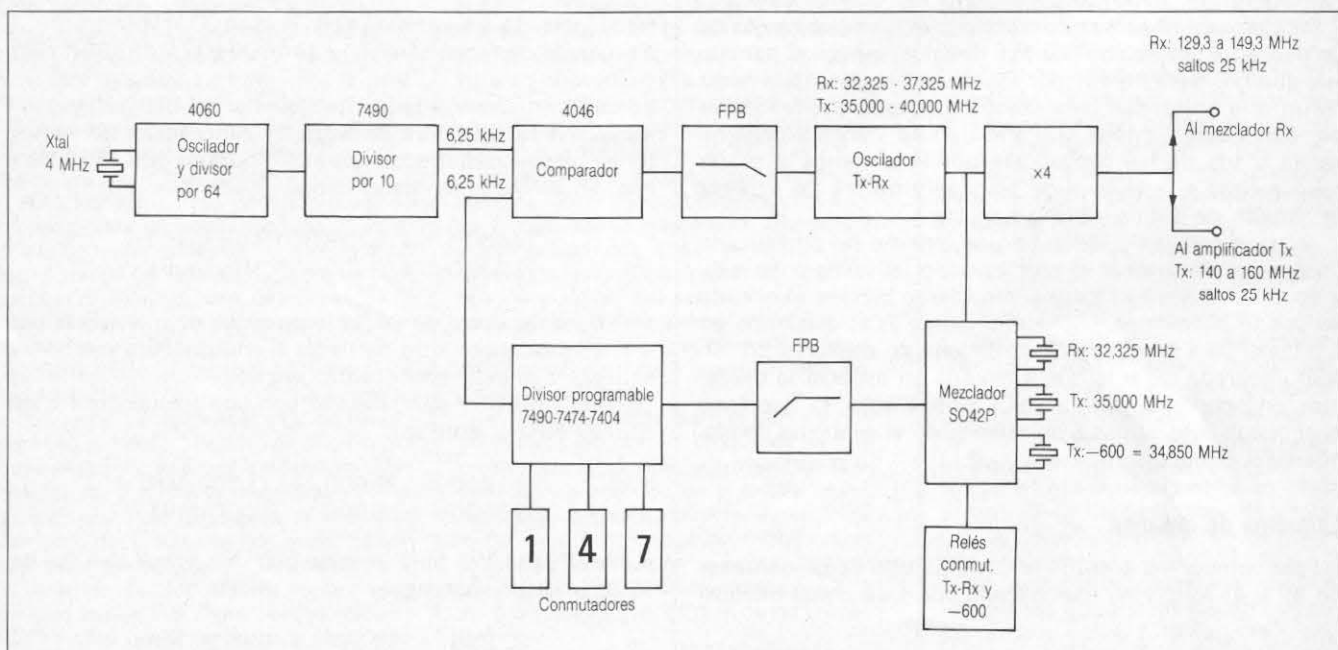 Xtal
4 MHz
4060
Oscilador
y divisor
por 64
7490
Divisor
por 10
6,25 kHz
6,25 kHz
4046
Comparador
FPB
Rx: 32,325 - 37,325 MHz
Tx: 35,000 - 40,000 MHz
Oscilador
Tx-Rx
x4
Rx: 129,3 a 149,3 MHz
saltos 25 kHz
Al mezclador Rx
Al amplificador Tx
Tx: 140 a 160 MHz
saltos 25 kHz
Divisor programable
7490-7474-7404
FPB
Mezclador
SO42P
Rx: 32,325 MHz
Tx: 35,000 MHz
Tx:—600 = 34,850 MHz
1 4 7
Conmutadores
Relés
conmut.
Tx-Rx y
—600